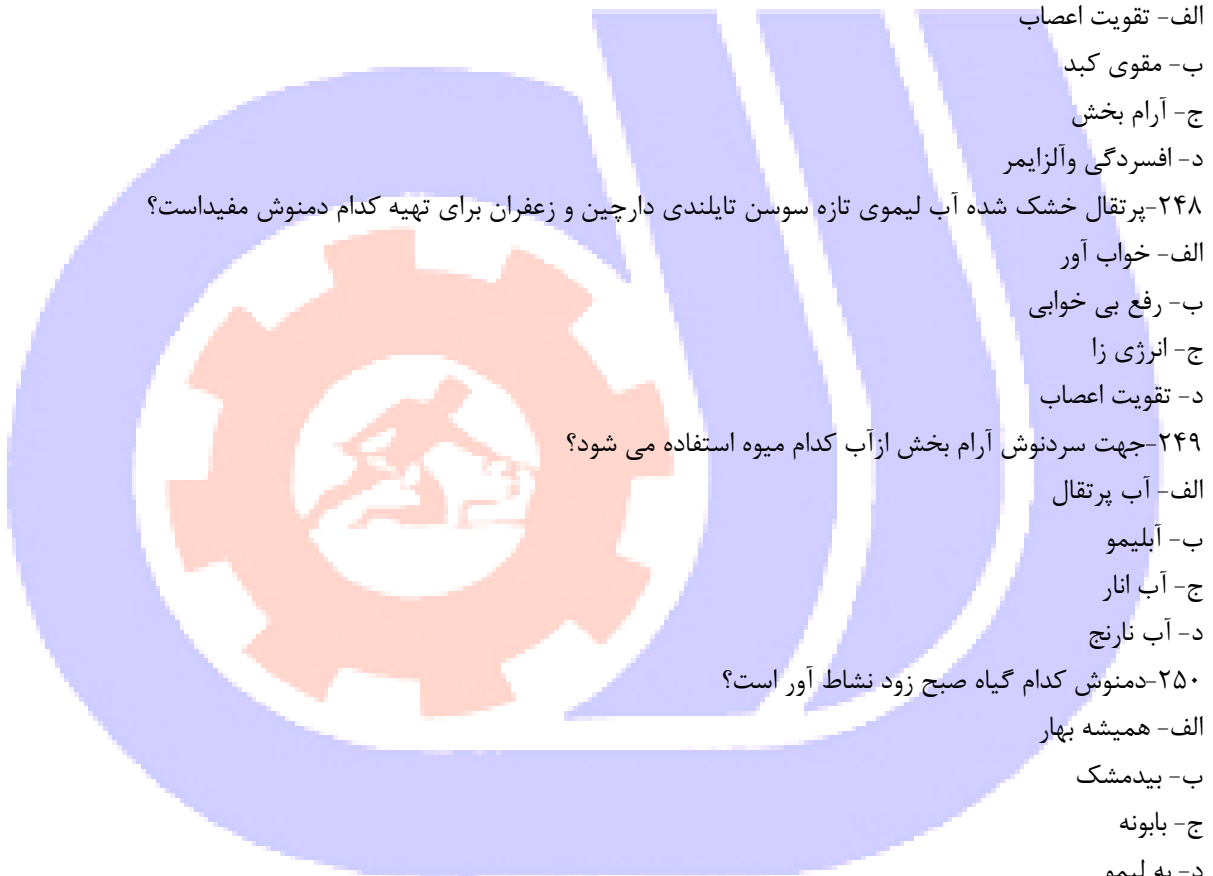 الف- تقویت اعصاب
ب- مقوی کبد
ج- آرام بخش
د- افسردگی وآلزایمر
۲۴۸-پرتقال خشک شده آب لیموی تازه سوسن تایلندی دارچین و زعفران برای تهیه کدام دمنوش مفیداست؟
الف- خواب آور
ب- رفع بی خوابی
ج- انرژی زا
د- تقویت اعصاب
۲۴۹-جهت سردنوش آرام بخش ازآب کدام میوه استفاده می شود؟
الف- آب پرتقال
ب- آبلیمو
ج- آب انار
د- آب نارنج
۲۵۰-دمنوش کدام گیاه صبح زود نشاط آور است؟
الف- همیشه بهار
ب- بیدمشک
ج- بابونه
د- به لیمو